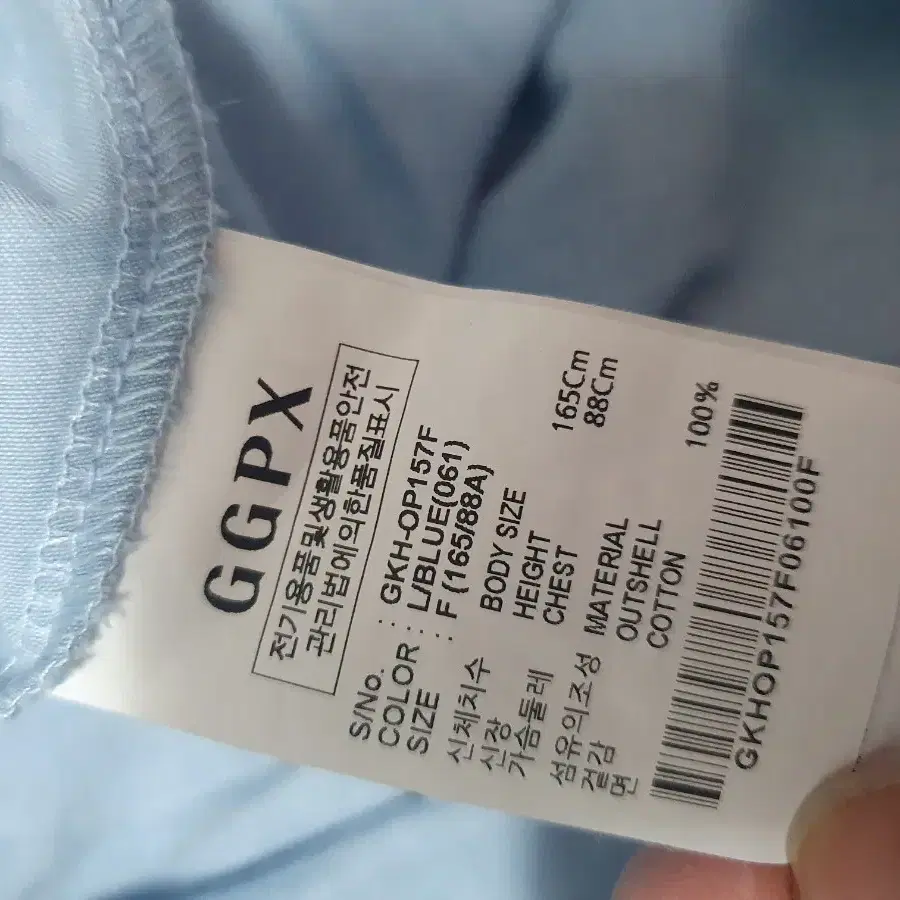 GGPX
전기용품및생활용품안전
관리법에의한품질표시
S/No. : GKH-OP157F
COLOR : L/BLUE(061)
SIZE : F (165/88A)
신체치수 BODY SIZE
신장 HEIGHT 165Cm
가슴둘레 CHEST 88Cm
섬유의조성 MATERIAL
겉감 OUTSHELL
면 COTTON 100%
GKHOP157F06100F